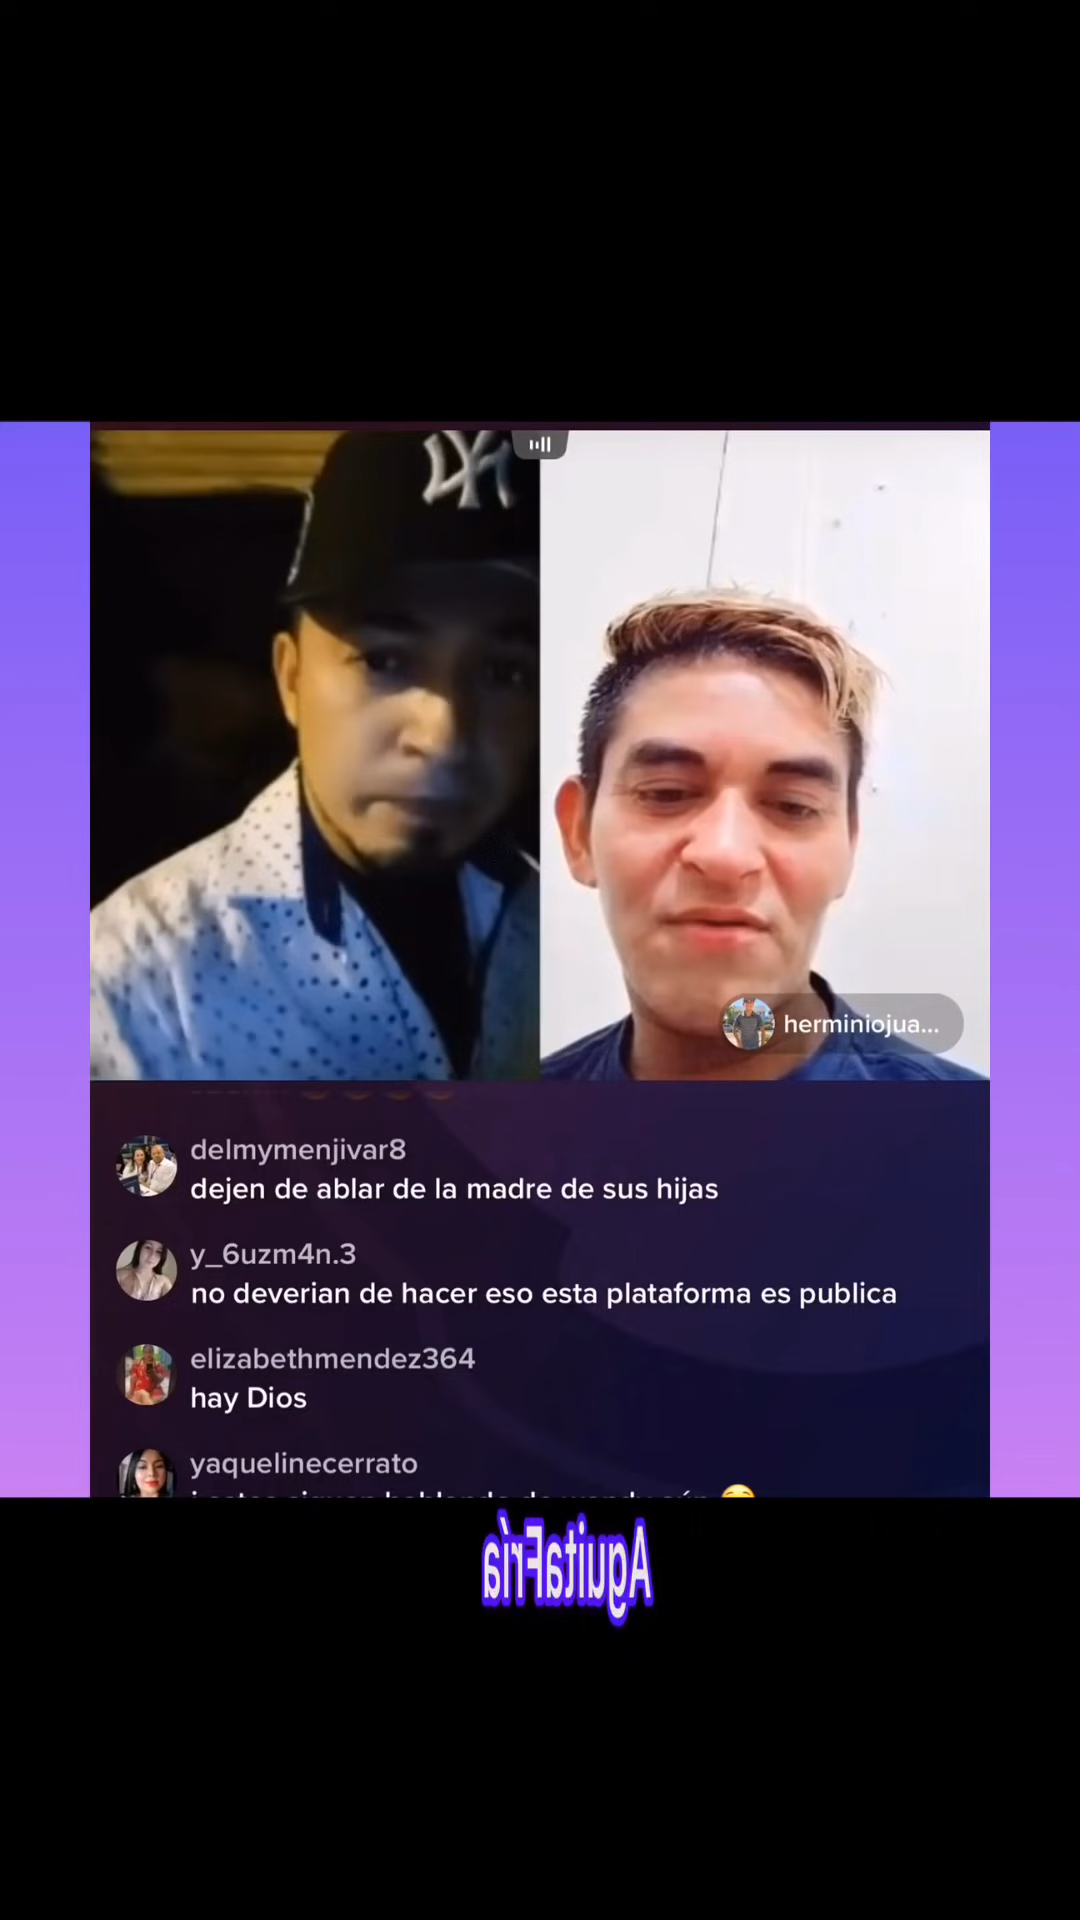 herminiojua...
delmymenjivar8
dejen de ablar de la madre de sus hijas
y_6uzm4n.3
no deverian de hacer eso esta plataforma es publica
elizabethmendez364
hay Dios
yaquelinecerrato
AguitaFría